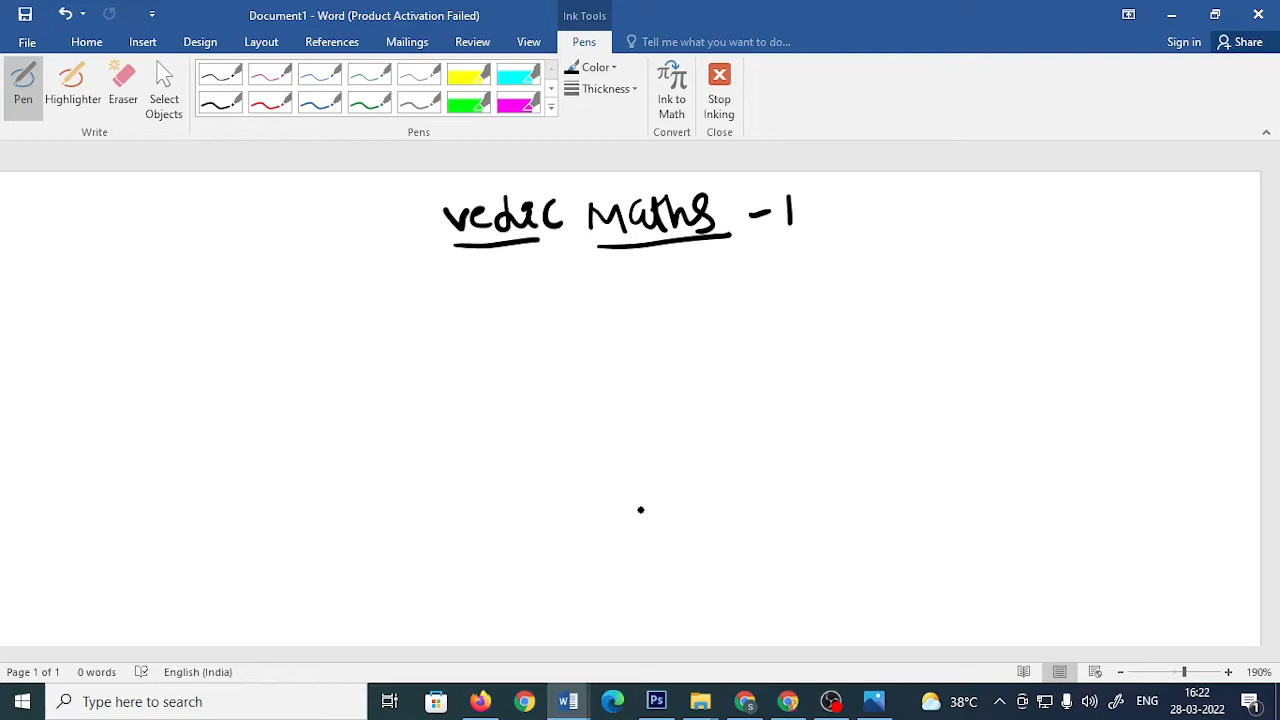 Document1 - Word (Product Activation Failed)
Ink Tools
File Home Insert Design Layout References Mailings Review View Pens Tell me what you want to do... Sign in Share
Pen Highlighter Eraser Select Objects
Color
Thickness
Ink to Math
Stop Inking
Write Pens Convert Close
vedic Maths - 1
Page 1 of 1 0 words English (India) 190%
Type here to search
38°C ENG 16:22
28-03-2022